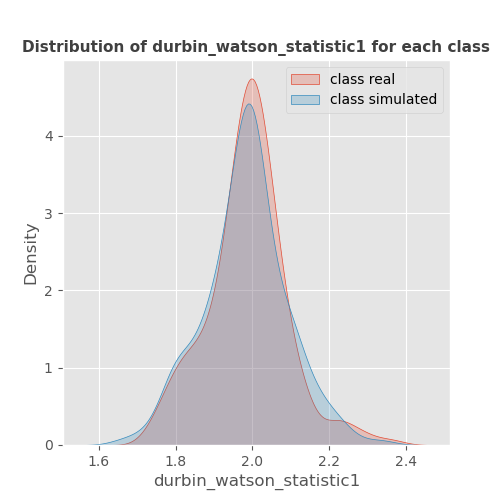 Distribution of durbin_watson_statistic1 for each class
class real
class simulated
4
3
2
1
0
Density
1.6 1.8 2.0 2.2 2.4
durbin_watson_statistic1